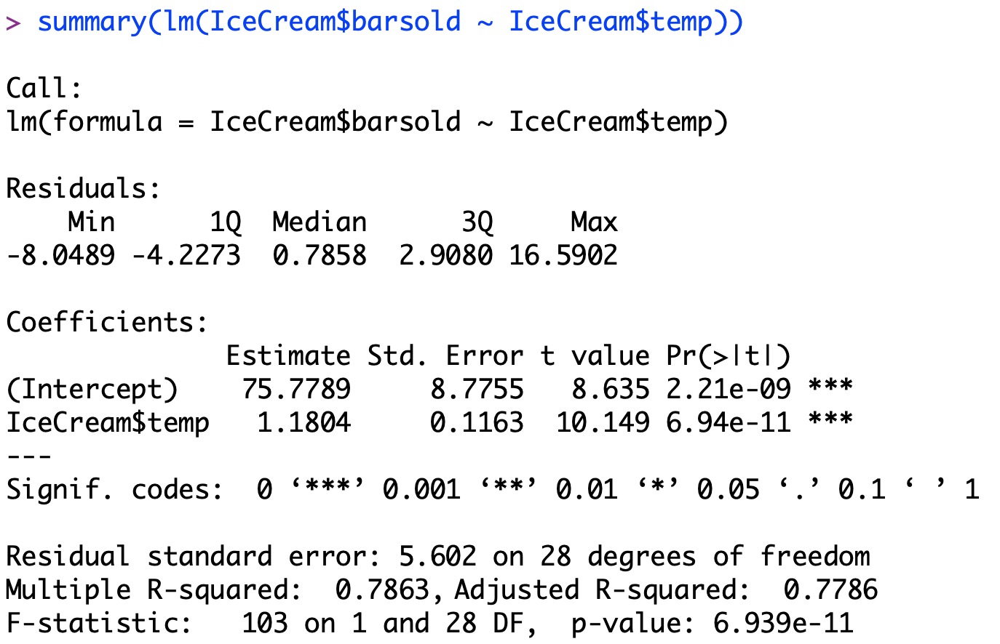 > summary(lm(IceCream$barsold ~ IceCream$temp))
Call:
lm(formula = IceCream$barsold ~ IceCream$temp)
Residuals:
    Min      1Q  Median      3Q     Max
-8.0489 -4.2273  0.7858  2.9080 16.5902
Coefficients:
              Estimate Std. Error t value Pr(>|t|)
(Intercept)    75.7789     8.7755   8.635 2.21e-09 ***
IceCream$temp   1.1804     0.1163  10.149 6.94e-11 ***
---
Signif. codes:  0 ‘***’ 0.001 ‘**’ 0.01 ‘*’ 0.05 ‘.’ 0.1 ‘ ’ 1
Residual standard error: 5.602 on 28 degrees of freedom
Multiple R-squared:  0.7863, Adjusted R-squared:  0.7786
F-statistic:   103 on 1 and 28 DF,  p-value: 6.939e-11